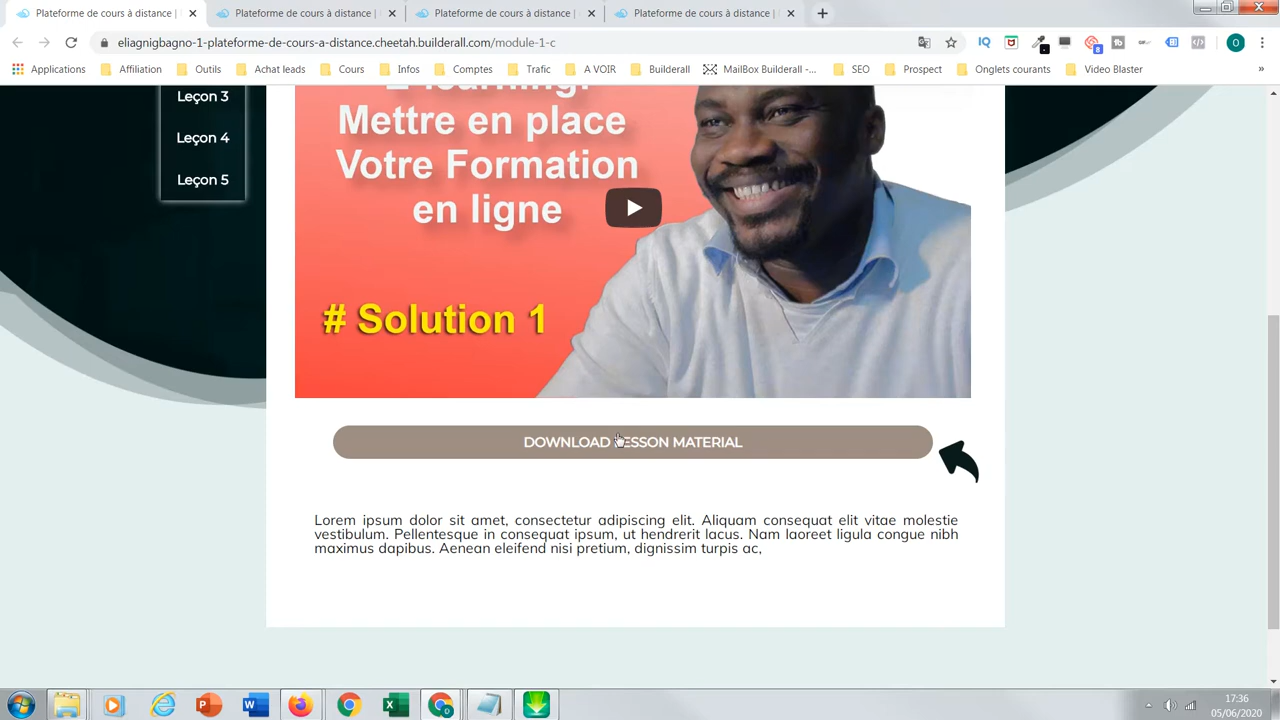 Plateforme de cours à distance |
Plateforme de cours à distance |
Plateforme de cours à distance |
Plateforme de cours à distance |
eliagnigbagno-1-plateforme-de-cours-a-distance.cheetah.builderall.com/module-1-c
Applications
Affiliation
Outils
Achat leads
Cours
Infos
Comptes
Trafic
A VOIR
Builderall
MailBox Builderall -...
SEO
Prospect
Onglets courants
Video Blaster
Leçon 3
Leçon 4
Leçon 5
E-learning:
Mettre en place
Votre Formation
en ligne
# Solution 1
DOWNLOAD LESSON MATERIAL
Lorem ipsum dolor sit amet, consectetur adipiscing elit. Aliquam consequat elit vitae molestie
vestibulum. Pellentesque in consequat ipsum, ut hendrerit lacus. Nam laoreet ligula congue nibh
maximus dapibus. Aenean eleifend nisi pretium, dignissim turpis ac,
17:36
05/06/2020